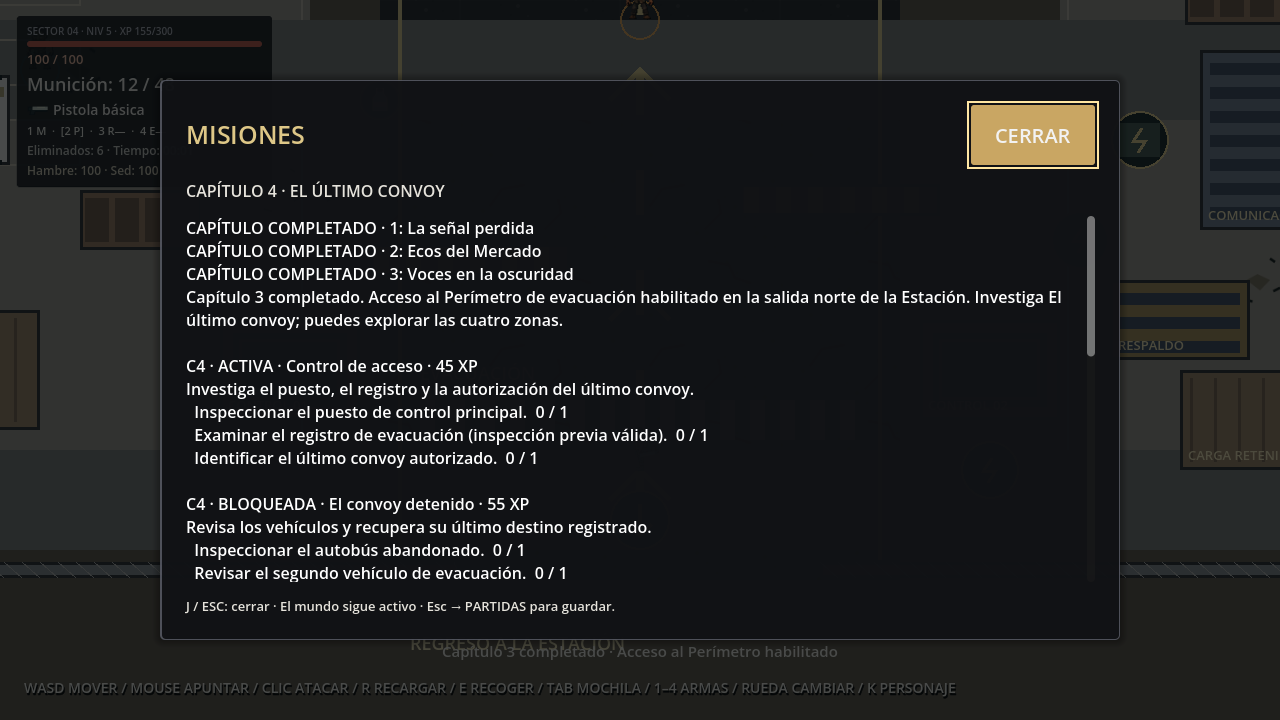 SECTOR 04 · NIV 5 · XP 155/300
100 / 100
Munición: 12 / 4
Pistola básica
1 M · [2 P] · 3 R— · 4 E–
Eliminados: 6 · Tiempo:
Hambre: 100 · Sed: 100
MISIONES
CERRAR
CAPÍTULO 4 · EL ÚLTIMO CONVOY
CAPÍTULO COMPLETADO · 1: La señal perdida
CAPÍTULO COMPLETADO · 2: Ecos del Mercado
CAPÍTULO COMPLETADO · 3: Voces en la oscuridad
Capítulo 3 completado. Acceso al Perímetro de evacuación habilitado en la salida norte de la Estación. Investiga El
último convoy; puedes explorar las cuatro zonas.
C4 · ACTIVA · Control de acceso · 45 XP
Investiga el puesto, el registro y la autorización del último convoy.
Inspeccionar el puesto de control principal. 0 / 1
Examinar el registro de evacuación (inspección previa válida). 0 / 1
Identificar el último convoy autorizado. 0 / 1
C4 · BLOQUEADA · El convoy detenido · 55 XP
Revisa los vehículos y recupera su último destino registrado.
Inspeccionar el autobús abandonado. 0 / 1
Revisar el segundo vehículo de evacuación. 0 / 1
J / ESC: cerrar · El mundo sigue activo · Esc → PARTIDAS para guardar.
COMUNICA
RESPALDO
CARGA RETENI
REGRESO A LA ESTACIÓN
Capítulo 3 completado · Acceso al Perímetro habilitado
WASD MOVER / MOUSE APUNTAR / CLIC ATACAR / R RECARGAR / E RECOGER / TAB MOCHILA / 1–4 ARMAS / RUEDA CAMBIAR / K PERSONAJE